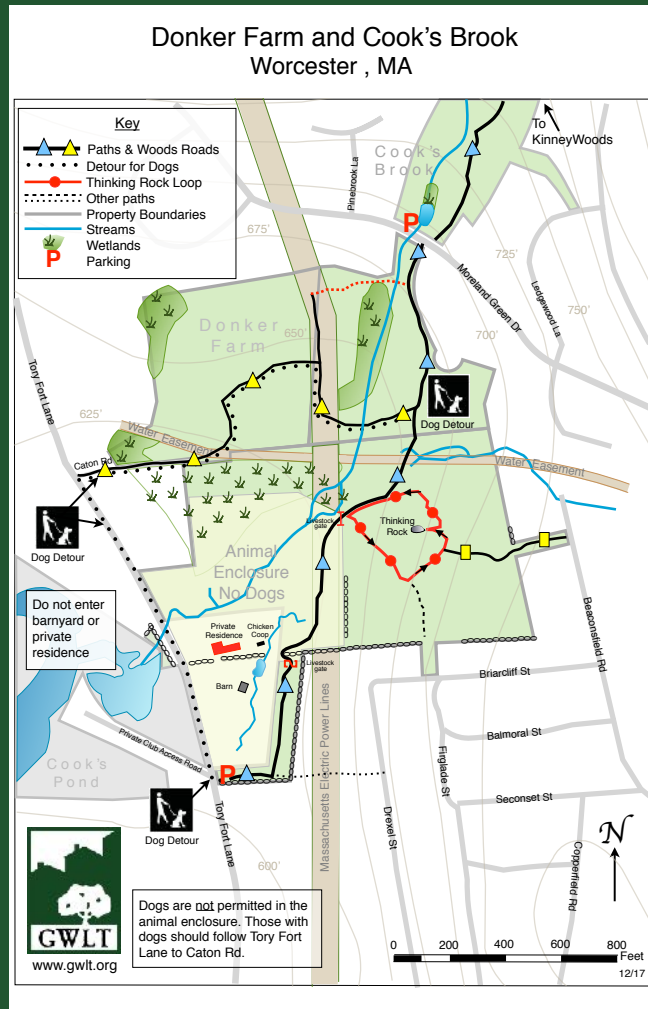 Donker Farm and Cook's Brook
Worcester , MA
Key
Paths & Woods Roads
Detour for Dogs
Thinking Rock Loop
Other paths
Property Boundaries
Streams
Wetlands
P
Parking
To
KinneyWoods
Cook's
Brook
Pinebrook La
P
675'
725'
Moreland Green Dr
Ledgewood La
750'
700'
Donker
Farm
650'
Tory Fort Lane
625'
Dog Detour
Water Easement
Water Easement
Caton Rd
Dog Detour
Livestock
gate
Thinking
Rock
Animal
Enclosure
No Dogs
Do not enter
barnyard or
private
residence
Private
Residence
Chicken
Coop
Livestock
gate
Barn
Beaconsfield Rd
Briarcliff St
Balmoral St
Seconset St
Firglade St
Drexel St
Copperfield Rd
Private Club Access Road
Cook's
Pond
P
Dog Detour
Tory Fort Lane
Massachusetts Electric Power Lines
600'
N
GWLT
www.gwlt.org
Dogs are not permitted in the
animal enclosure. Those with
dogs should follow Tory Fort
Lane to Caton Rd.
0 200 400 600 800
Feet
12/17